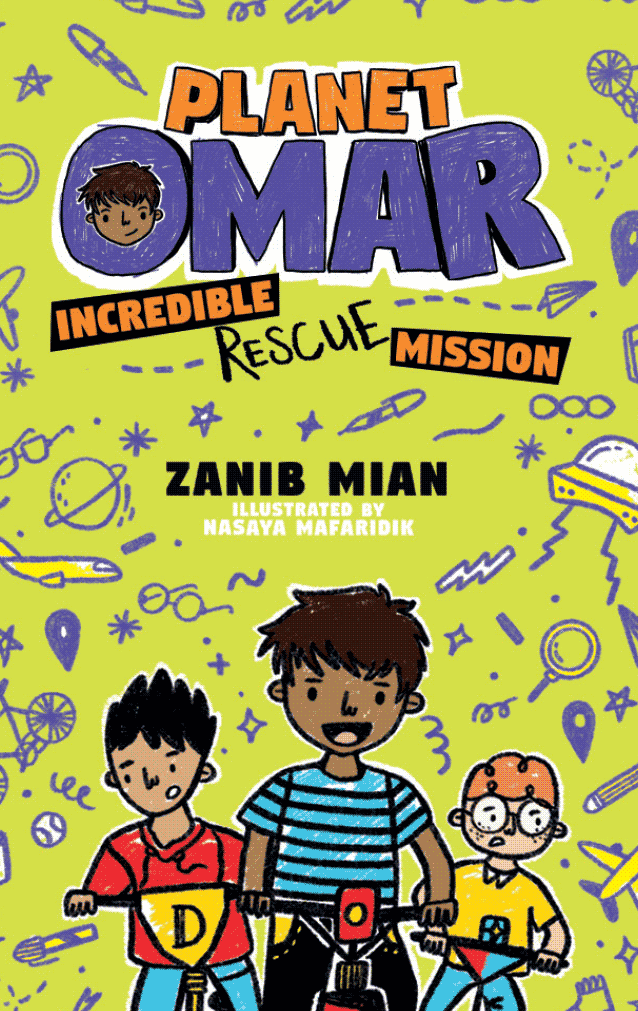 PLANET
OMAR
INCREDIBLE
RESCUE
MISSION
ZANIB MIAN
ILLUSTRATED BY
NASAYA MAFARIDIK
D
O